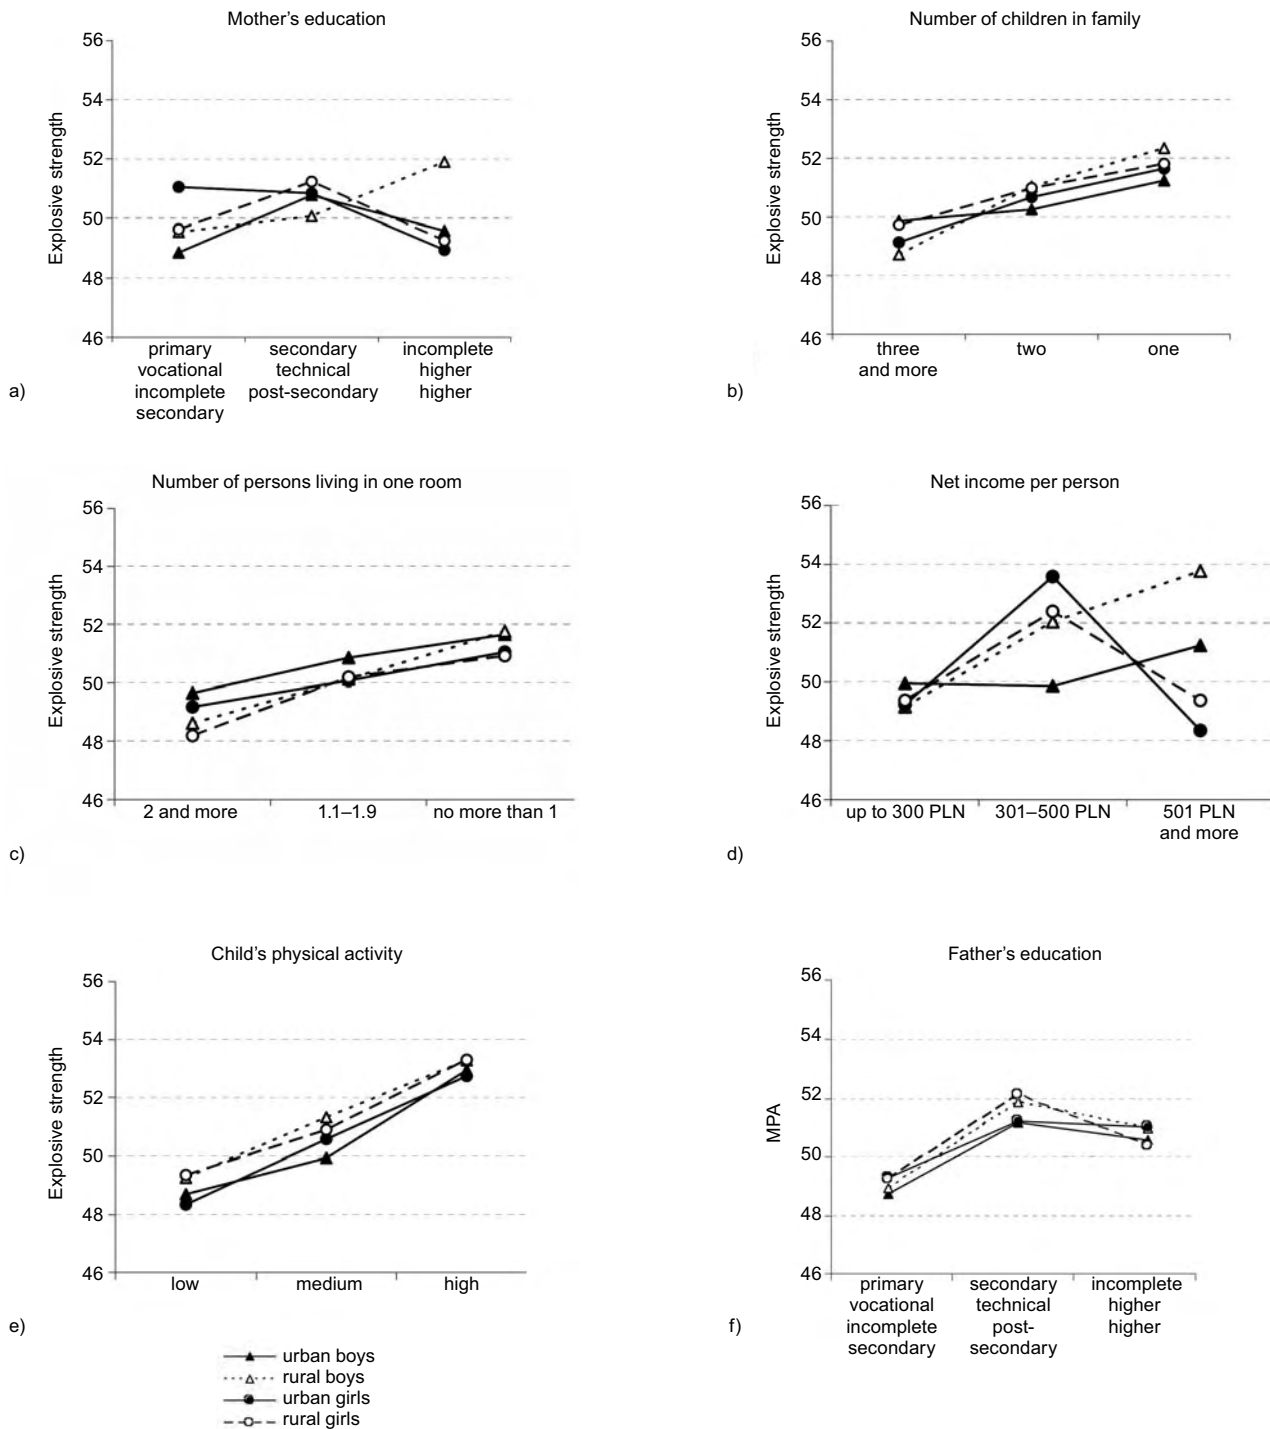 Mother's education
56
54
52
50
48
46
Explosive strength
primary
vocational
incomplete
secondary
secondary
technical
post-secondary
incomplete
higher
higher
a)
Number of children in family
56
54
52
50
48
46
Explosive strength
three
and more
two
one
b)
Number of persons living in one room
56
54
52
50
48
46
Explosive strength
2 and more
1.1–1.9
no more than 1
c)
Net income per person
56
54
52
50
48
46
Explosive strength
up to 300 PLN
301–500 PLN
501 PLN
and more
d)
Child's physical activity
56
54
52
50
48
46
Explosive strength
low
medium
high
e)
Father's education
56
54
52
50
48
46
MPA
primary
vocational
incomplete
secondary
secondary
technical
post-
secondary
incomplete
higher
higher
f)
urban boys
rural boys
urban girls
rural girls